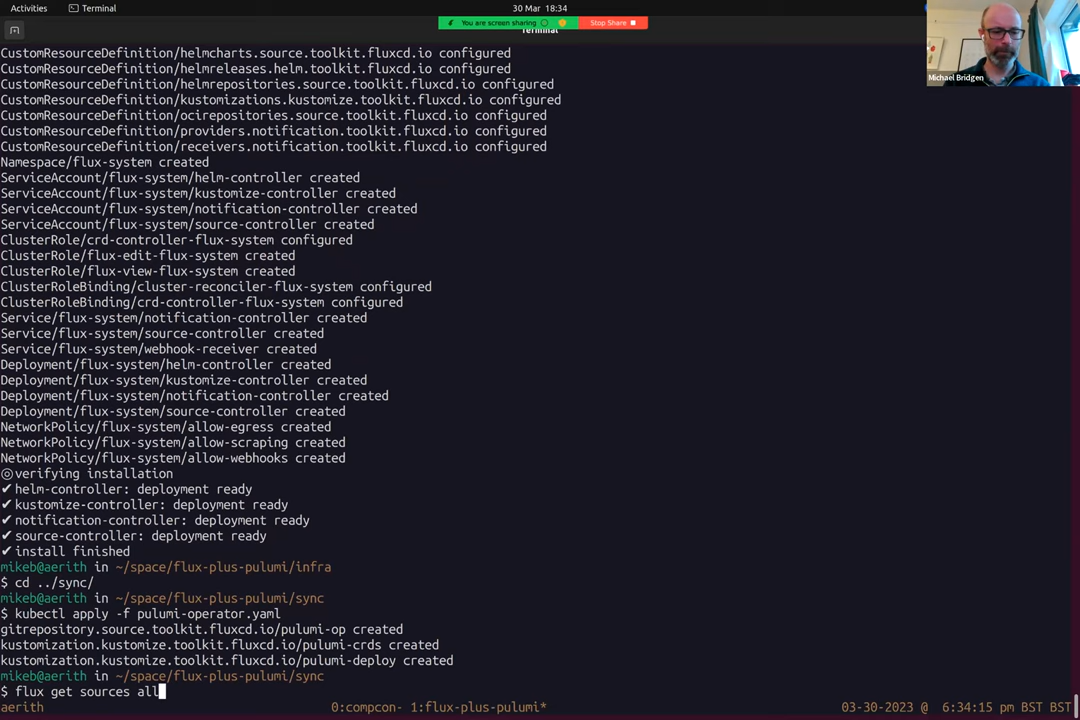 Activities
Terminal
30 Mar 18:34
You are screen sharing
Stop Share
Terminal
Michael Bridgen
CustomResourceDefinition/helmcharts.source.toolkit.fluxcd.io configured
CustomResourceDefinition/helmreleases.helm.toolkit.fluxcd.io configured
CustomResourceDefinition/helmrepositories.source.toolkit.fluxcd.io configured
CustomResourceDefinition/kustomizations.kustomize.toolkit.fluxcd.io configured
CustomResourceDefinition/ocirepositories.source.toolkit.fluxcd.io configured
CustomResourceDefinition/providers.notification.toolkit.fluxcd.io configured
CustomResourceDefinition/receivers.notification.toolkit.fluxcd.io configured
Namespace/flux-system created
ServiceAccount/flux-system/helm-controller created
ServiceAccount/flux-system/kustomize-controller created
ServiceAccount/flux-system/notification-controller created
ServiceAccount/flux-system/source-controller created
ClusterRole/crd-controller-flux-system configured
ClusterRole/flux-edit-flux-system created
ClusterRole/flux-view-flux-system created
ClusterRoleBinding/cluster-reconciler-flux-system configured
ClusterRoleBinding/crd-controller-flux-system configured
Service/flux-system/notification-controller created
Service/flux-system/source-controller created
Service/flux-system/webhook-receiver created
Deployment/flux-system/helm-controller created
Deployment/flux-system/kustomize-controller created
Deployment/flux-system/notification-controller created
Deployment/flux-system/source-controller created
NetworkPolicy/flux-system/allow-egress created
NetworkPolicy/flux-system/allow-scraping created
NetworkPolicy/flux-system/allow-webhooks created
◎ verifying installation
✔ helm-controller: deployment ready
✔ kustomize-controller: deployment ready
✔ notification-controller: deployment ready
✔ source-controller: deployment ready
✔ install finished
mikeb@aerith in ~/space/flux-plus-pulumi/infra
$ cd ../sync/
mikeb@aerith in ~/space/flux-plus-pulumi/sync
$ kubectl apply -f pulumi-operator.yaml
gitrepository.source.toolkit.fluxcd.io/pulumi-op created
kustomization.kustomize.toolkit.fluxcd.io/pulumi-crds created
kustomization.kustomize.toolkit.fluxcd.io/pulumi-deploy created
mikeb@aerith in ~/space/flux-plus-pulumi/sync
$ flux get sources all
aerith 0:compcon- 1:flux-plus-pulumi* 03-30-2023 @ 6:34:15 pm BST BST